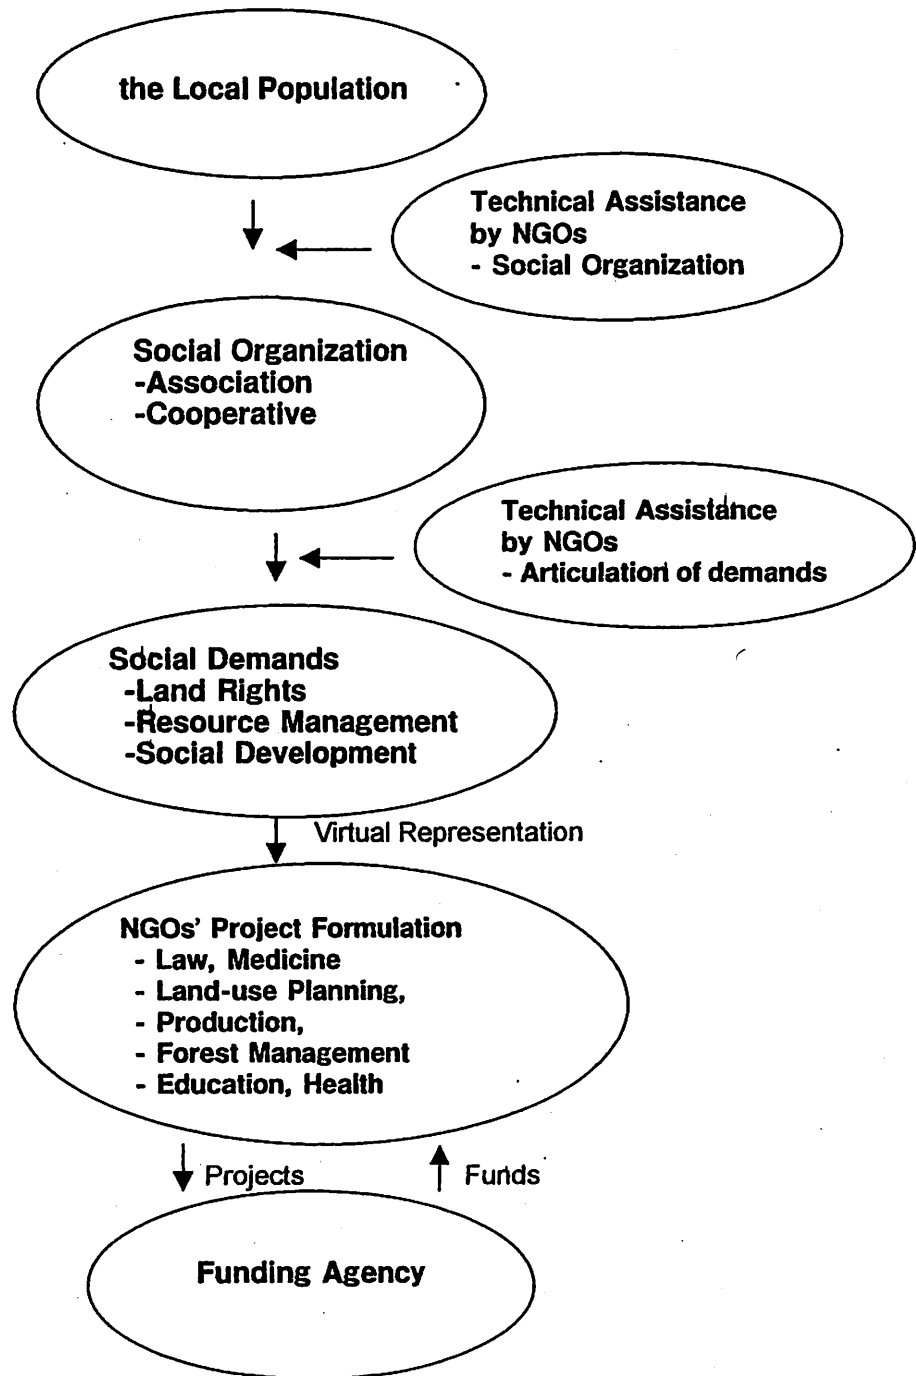 the Local Population
Technical Assistance
by NGOs
- Social Organization
Social Organization
-Association
-Cooperative
Technical Assistance
by NGOs
- Articulation of demands
Social Demands
-Land Rights
-Resource Management
-Social Development
Virtual Representation
NGOs' Project Formulation
- Law, Medicine
- Land-use Planning,
- Production,
- Forest Management
- Education, Health
Projects
Funds
Funding Agency